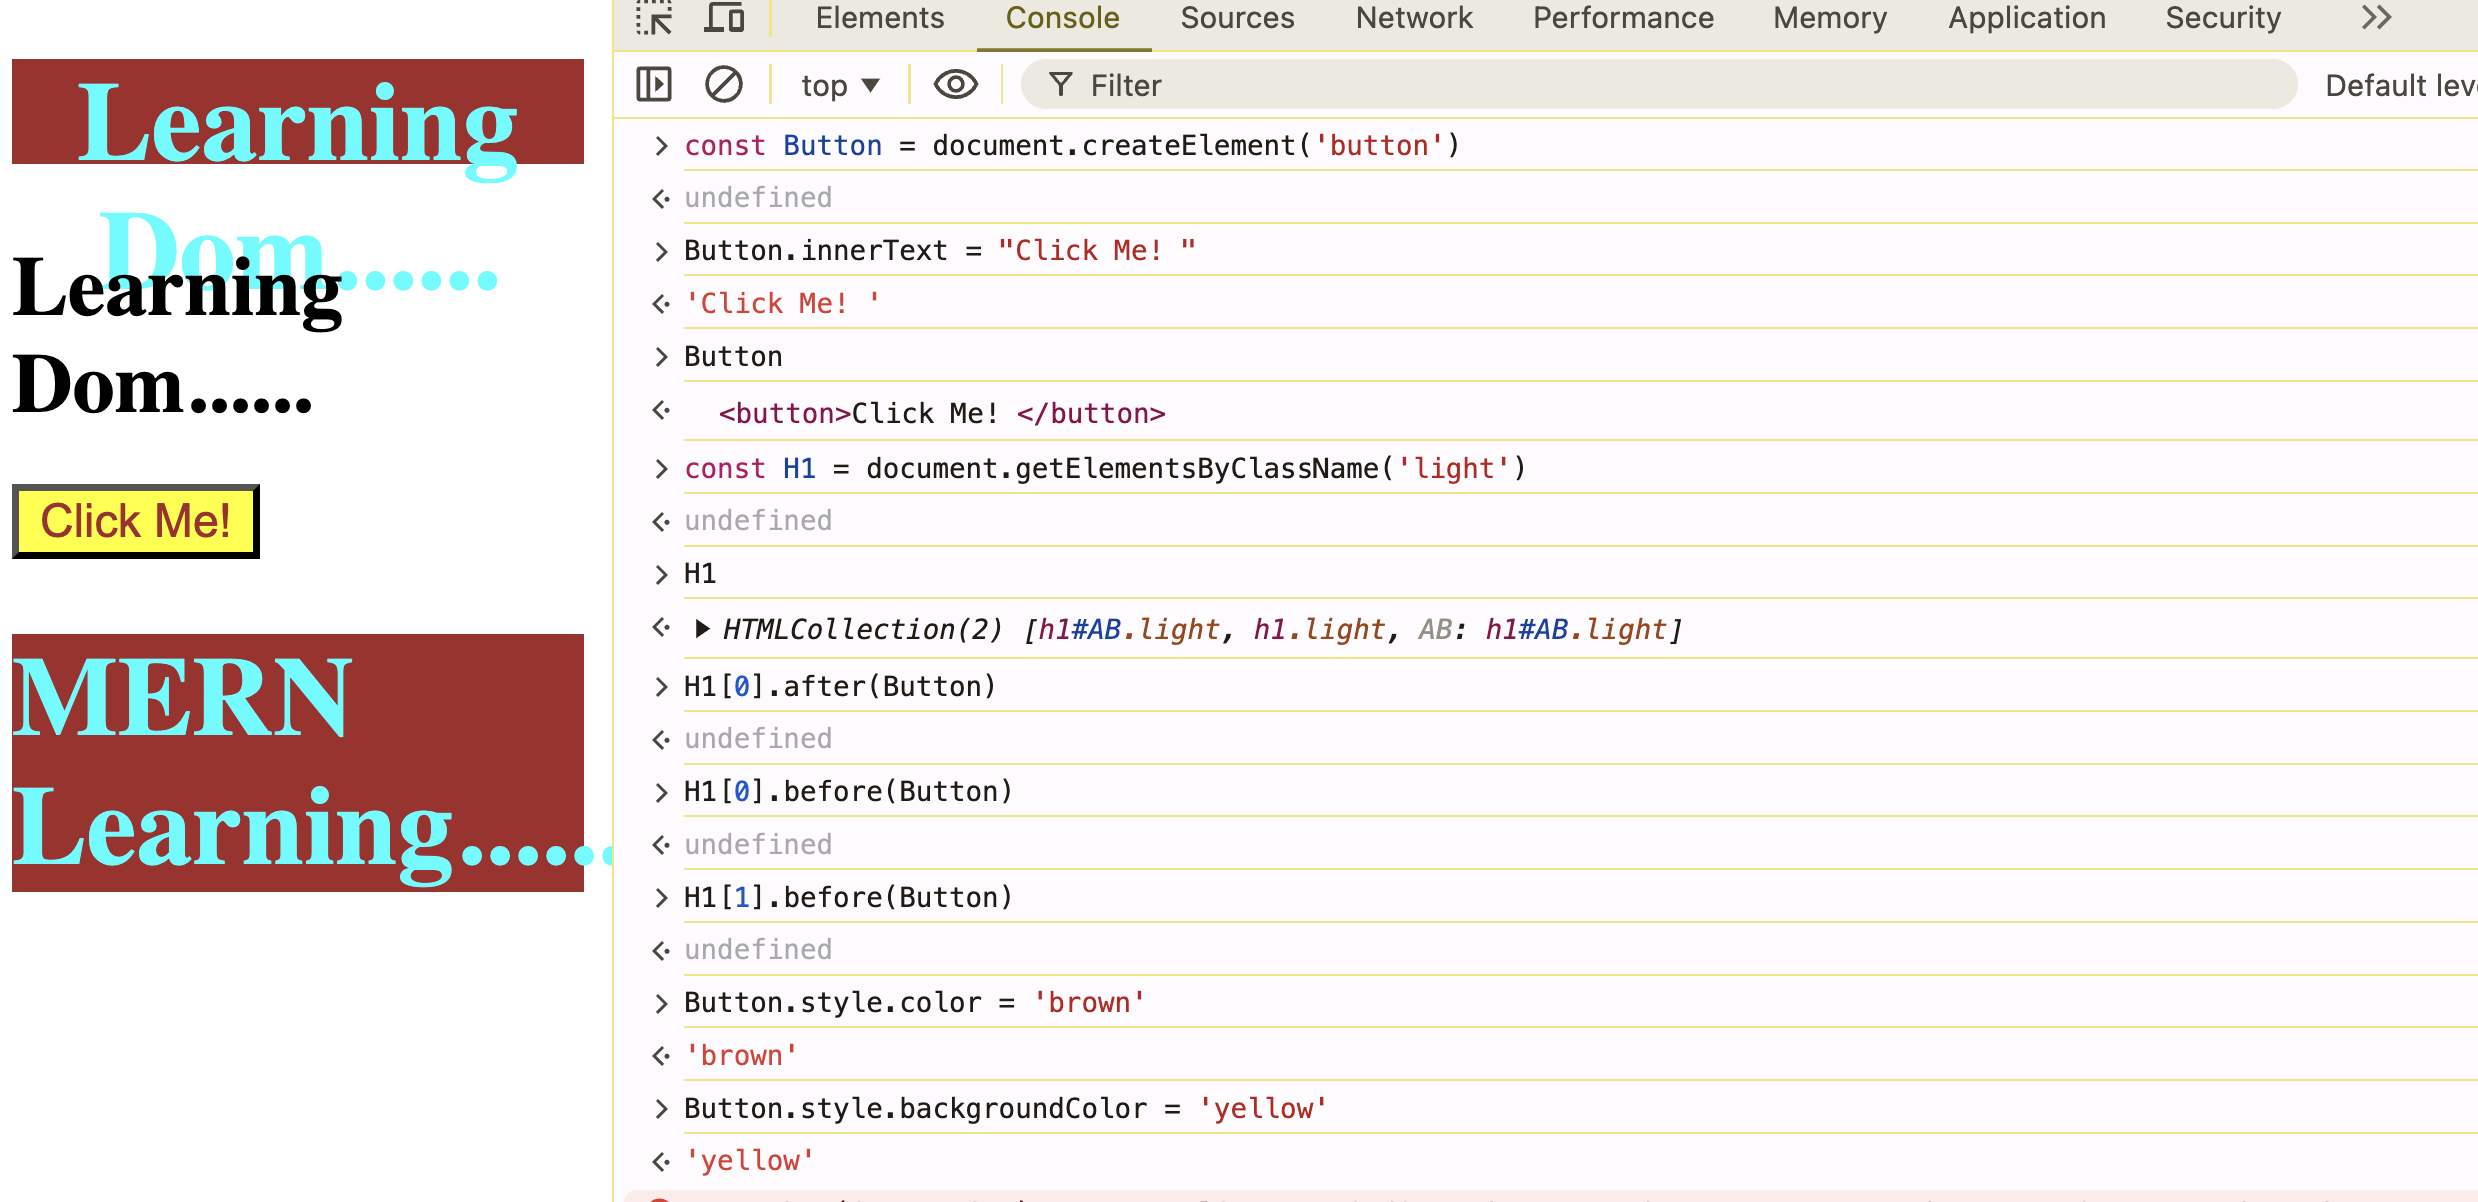 Learning
Dom......
Learning
Dom......
Click Me!
MERN
Learning......
Elements Console Sources Network Performance Memory Application Security
top Filter Default
const Button = document.createElement('button')
undefined
Button.innerText = "Click Me! "
'Click Me! '
Button
<button>Click Me! </button>
const H1 = document.getElementsByClassName('light')
undefined
H1
HTMLCollection(2) [h1#AB.light, h1.light, AB: h1#AB.light]
H1[0].after(Button)
undefined
H1[0].before(Button)
undefined
H1[1].before(Button)
undefined
Button.style.color = 'brown'
'brown'
Button.style.backgroundColor = 'yellow'
'yellow'